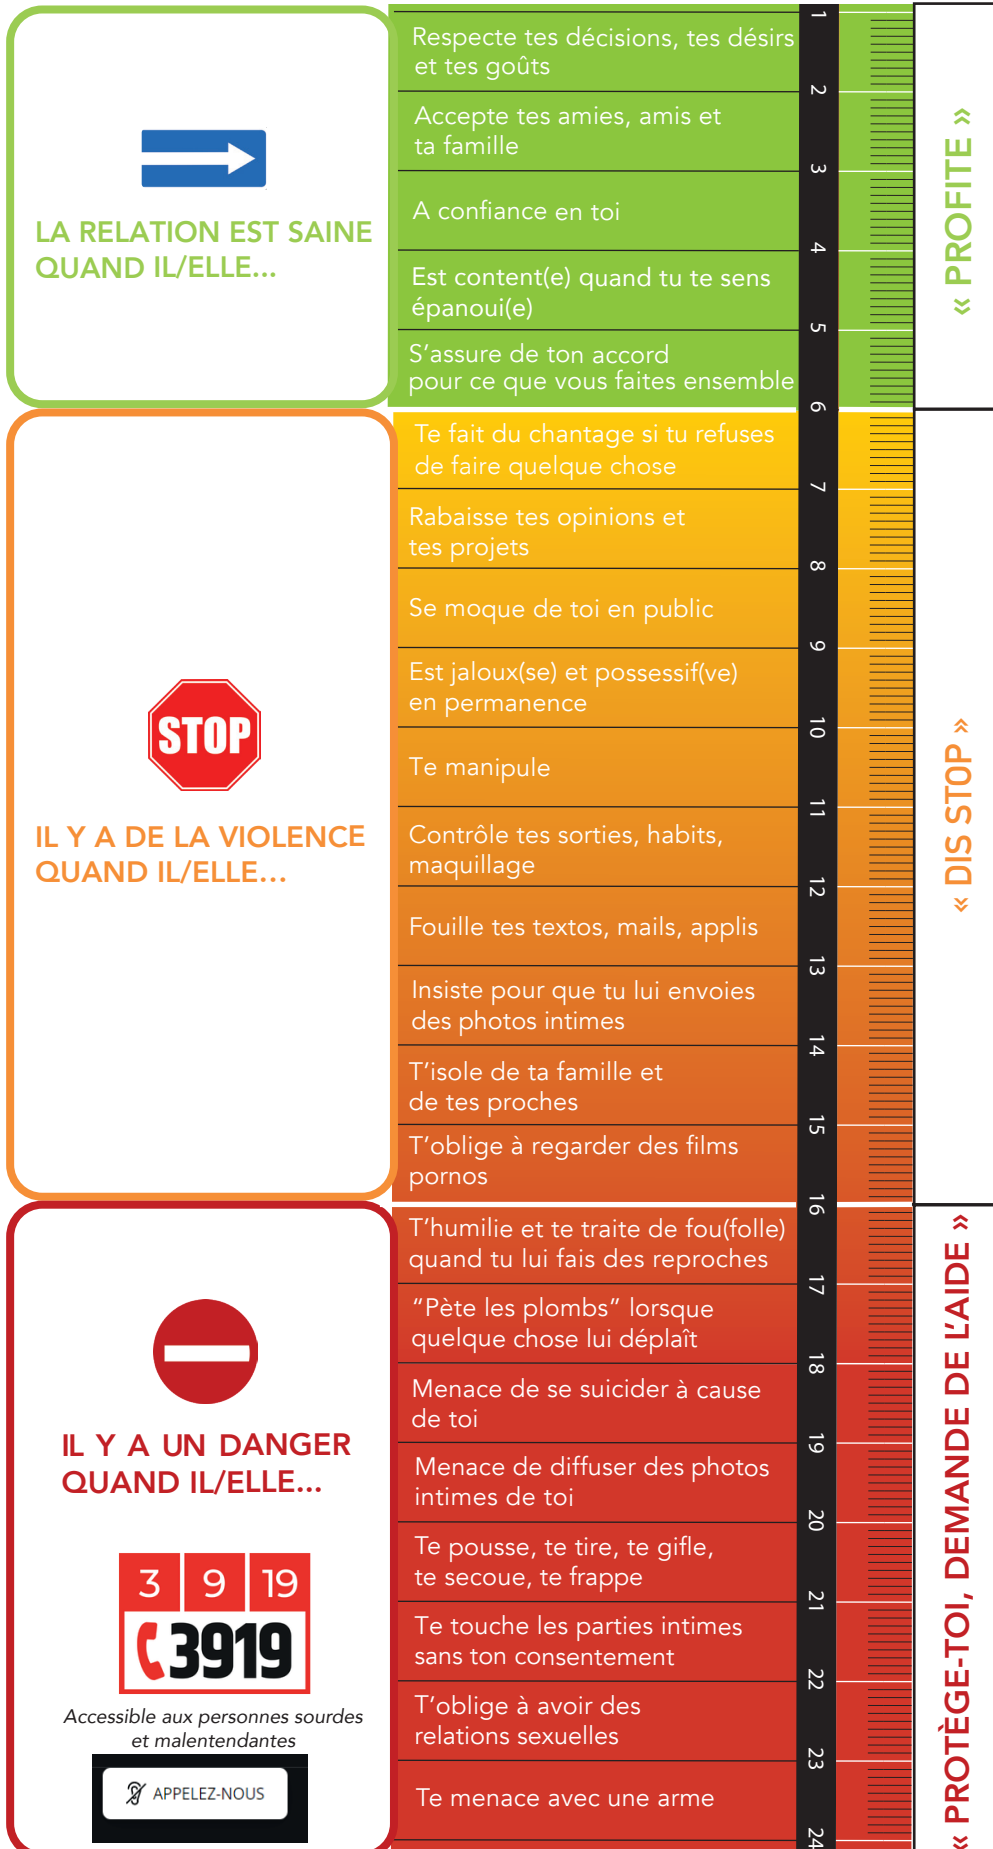 LA RELATION EST SAINE
QUAND IL/ELLE...
Respecte tes décisions, tes désirs
et tes goûts
Accepte tes amies, amis et
ta famille
A confiance en toi
Est content(e) quand tu te sens
épanoui(e)
S'assure de ton accord
pour ce que vous faites ensemble
1
2
3
4
5
6
« PROFITE »
STOP
IL Y A DE LA VIOLENCE
QUAND IL/ELLE...
Te fait du chantage si tu refuses
de faire quelque chose
Rabaisse tes opinions et
tes projets
Se moque de toi en public
Est jaloux(se) et possessif(ve)
en permanence
Te manipule
Contrôle tes sorties, habits,
maquillage
Fouille tes textos, mails, applis
Insiste pour que tu lui envoies
des photos intimes
T'isole de ta famille et
de tes proches
T'oblige à regarder des films
pornos
7
8
9
10
11
12
13
14
15
16
« DIS STOP »
IL Y A UN DANGER
QUAND IL/ELLE...
3 9 19
3919
Accessible aux personnes sourdes
et malentendantes
APPELEZ-NOUS
T'humilie et te traite de fou(folle)
quand tu lui fais des reproches
"Pète les plombs" lorsque
quelque chose lui déplaît
Menace de se suicider à cause
de toi
Menace de diffuser des photos
intimes de toi
Te pousse, te tire, te gifle,
te secoue, te frappe
Te touche les parties intimes
sans ton consentement
T'oblige à avoir des
relations sexuelles
Te menace avec une arme
17
18
19
20
21
22
23
24
« PROTÈGE-TOI, DEMANDE DE L'AIDE »